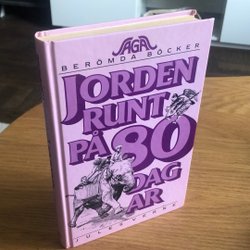 SAGA
BERÖMDA BÖCKER
JORDEN
RUNT
PÅ 80
DAG
AR
JULES VERNE